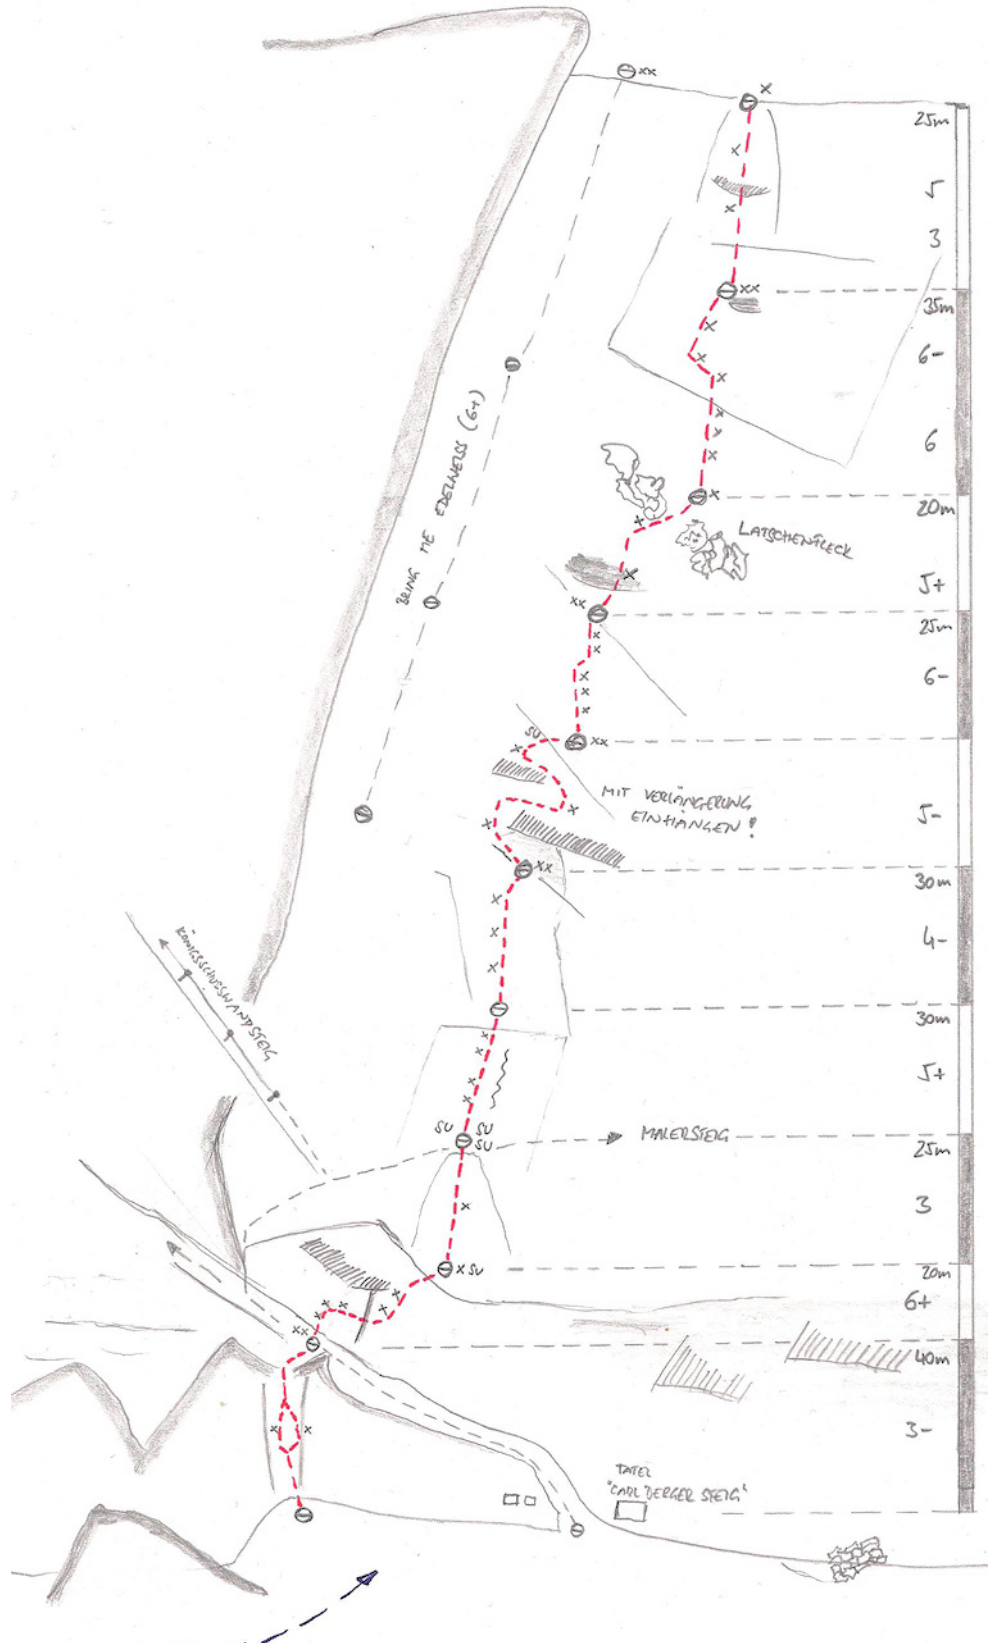 25m
5
3
35m
6-
6
20m
LATSCHENFLECK
5+
25m
6-
BRING ME EDELWEISS (6+)
SU
MIT VERLÄNGERUNG
EINHÄNGEN!
5-
30m
4-
KÖNIGSSCHUSSWANDSTEIG
30m
5+
SU SU
SU
MALERSTEIG
25m
3
SU
20m
6+
40m
3-
TAFEL
"CARL BERGER STEIG"